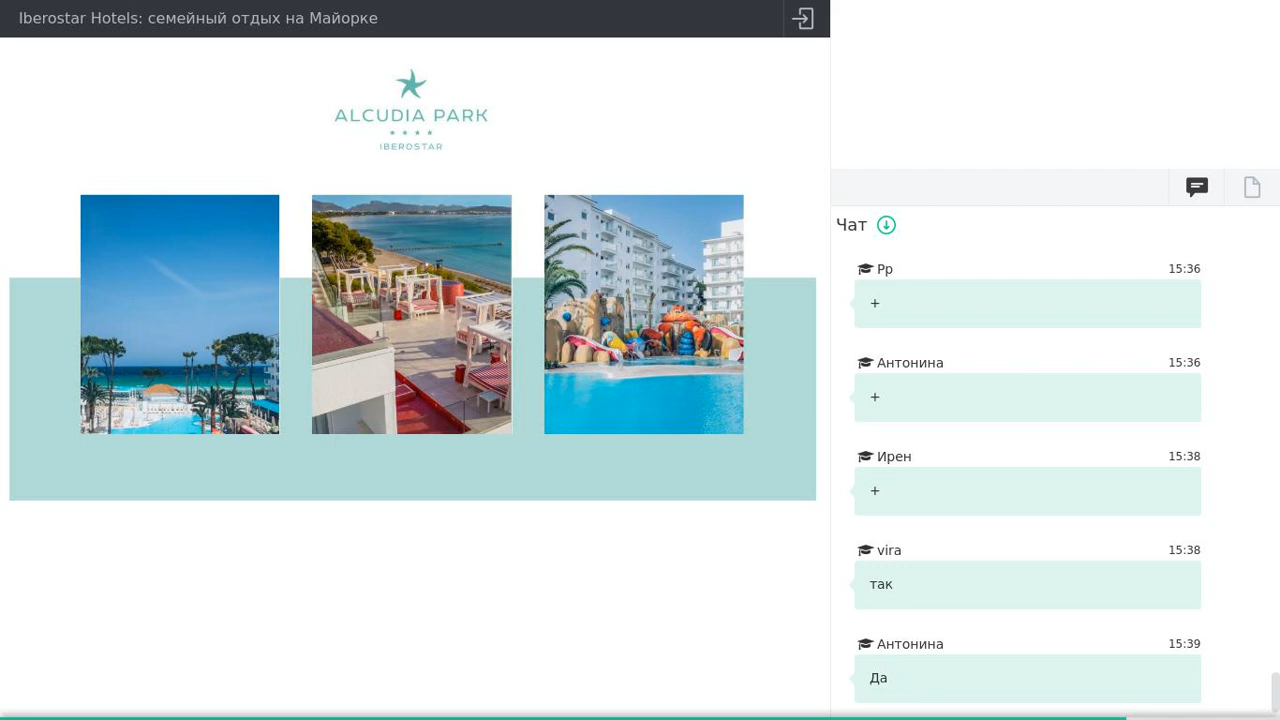 Iberostar Hotels: семейный отдых на Майорке
ALCUDIA PARK
IBEROSTAR
Чат
Рр 15:36
+
Антонина 15:36
+
Ирен 15:38
+
vira 15:38
так
Антонина 15:39
Да